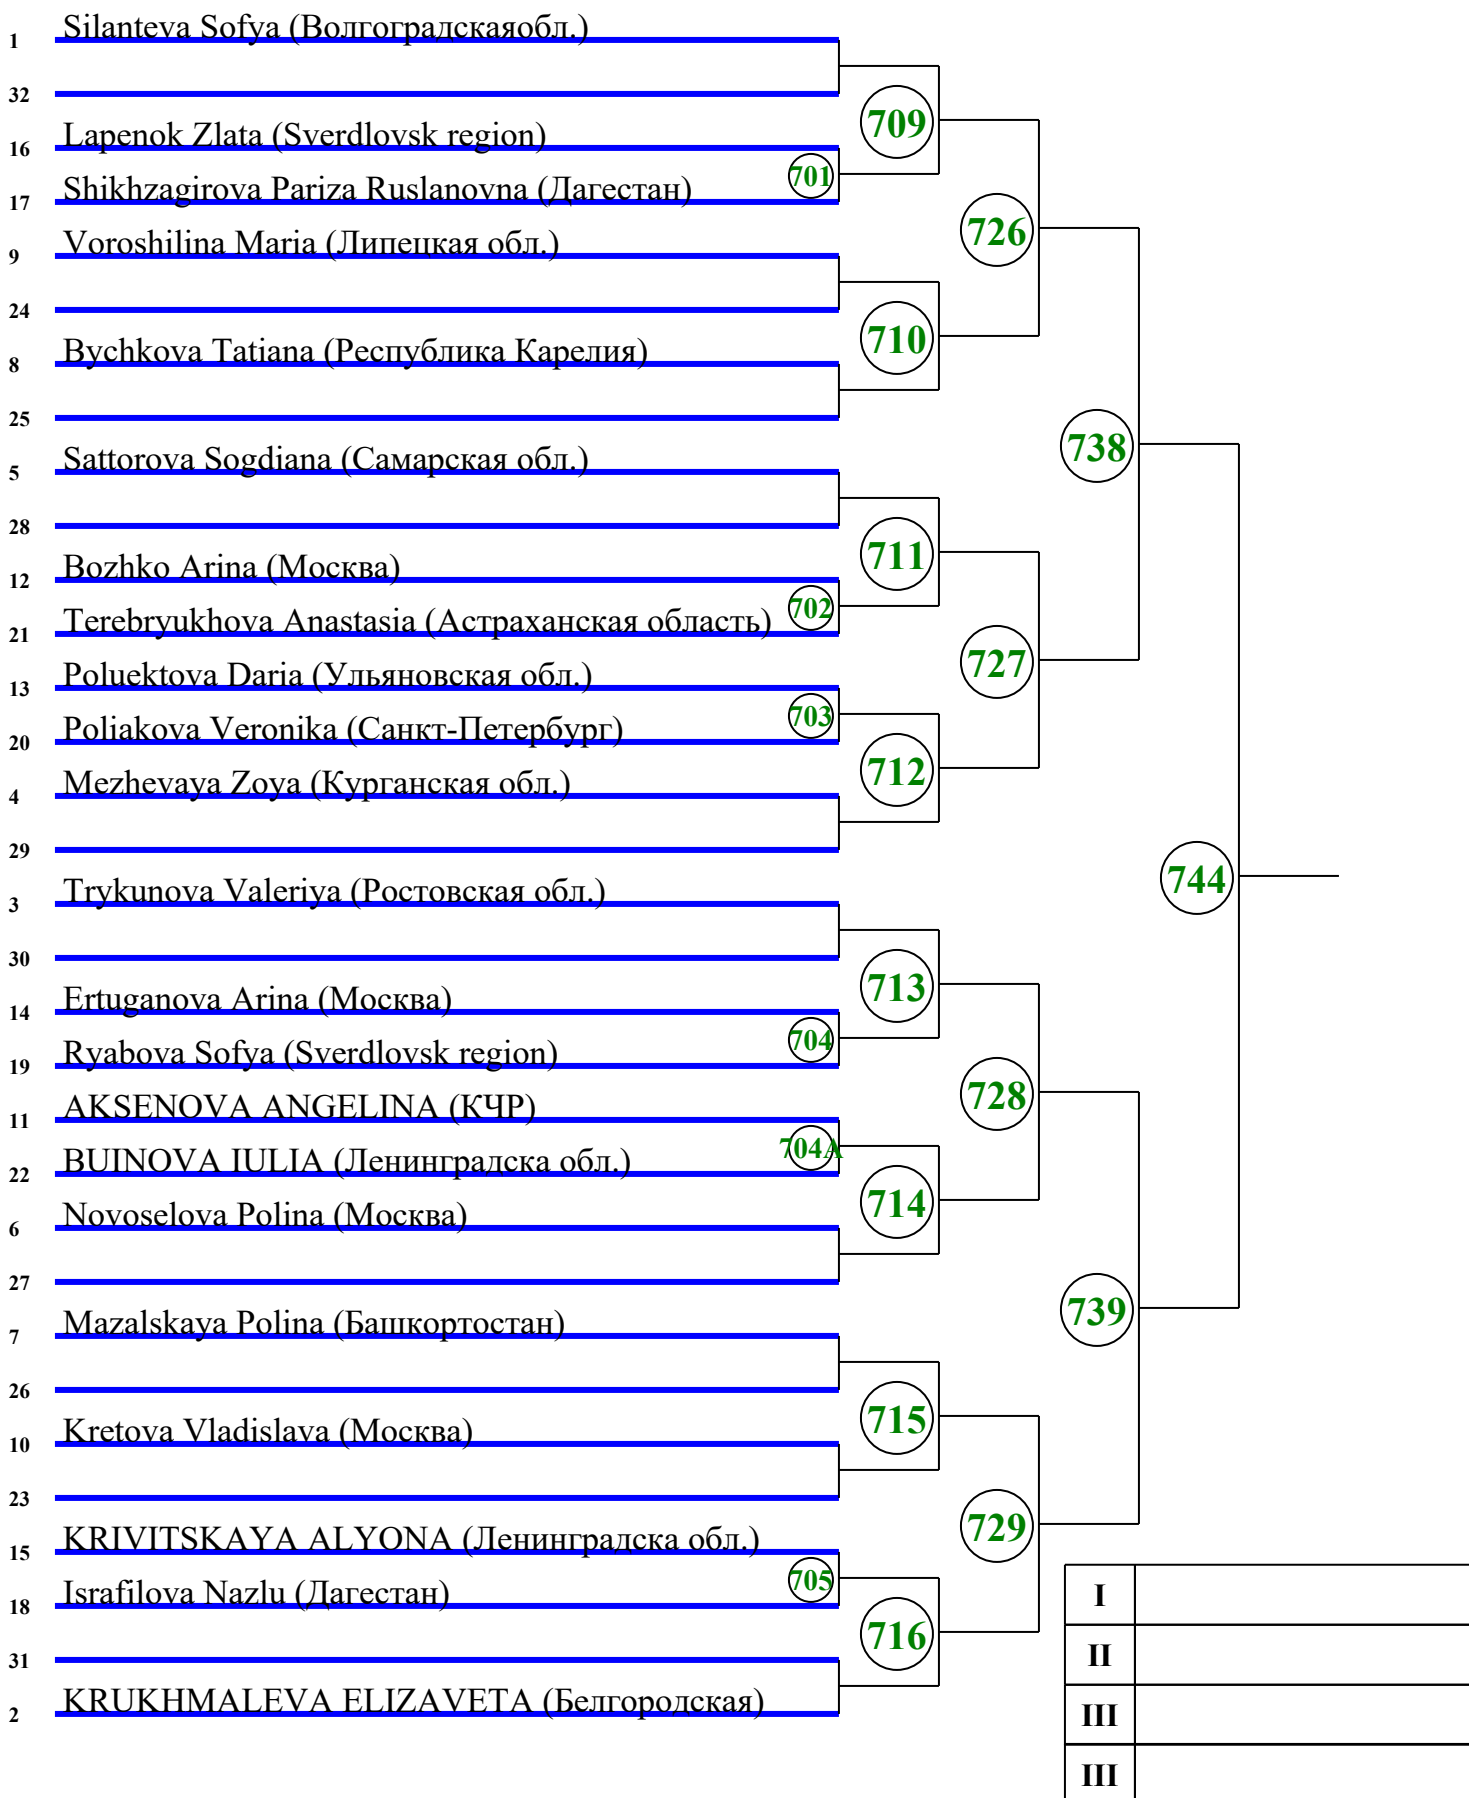 1 Silanteva Sofya (Волгоградскаяобл.)
32
709
16 Lapenok Zlata (Sverdlovsk region)
701
17 Shikhzagirova Pariza Ruslanovna (Дагестан)
726
9 Voroshilina Maria (Липецкая обл.)
24
710
8 Bychkova Tatiana (Республика Карелия)
25
738
5 Sattorova Sogdiana (Самарская обл.)
28
711
12 Bozhko Arina (Москва)
702
21 Terebryukhova Anastasia (Астраханская область)
727
13 Poluektova Daria (Ульяновская обл.)
703
20 Poliakova Veronika (Санкт-Петербург)
712
4 Mezhevaya Zoya (Курганская обл.)
29
744
3 Trykunova Valeriya (Ростовская обл.)
30
713
14 Ertuganova Arina (Москва)
704
19 Ryabova Sofya (Sverdlovsk region)
728
11 AKSENOVA ANGELINA (КЧР)
704A
22 BUINOVA IULIA (Ленинградска обл.)
714
6 Novoselova Polina (Москва)
27
739
7 Mazalskaya Polina (Башкортостан)
26
715
10 Kretova Vladislava (Москва)
23
729
15 KRIVITSKAYA ALYONA (Ленинградска обл.)
705
18 Israfilova Nazlu (Дагестан)
I
716
31
II
2 KRUKHMALEVA ELIZAVETA (Белгородская)
III
III